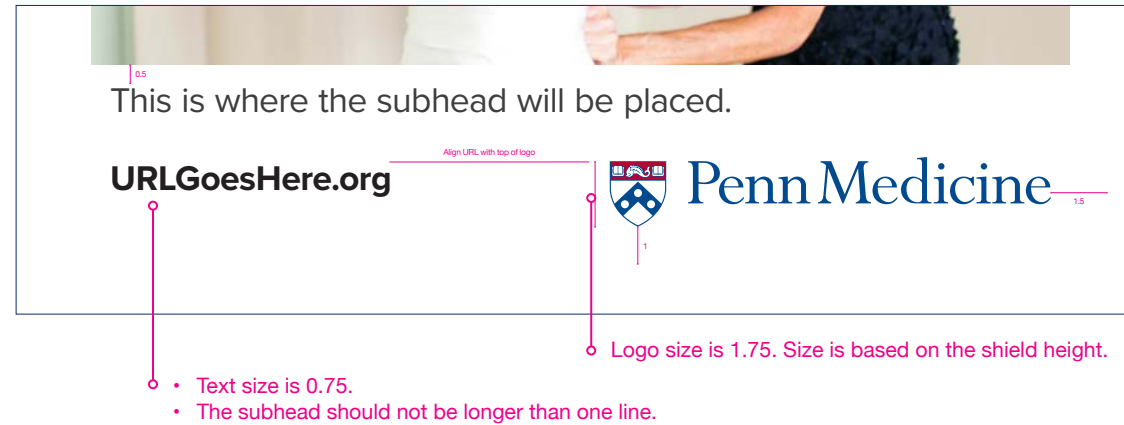 0.5
This is where the subhead will be placed.
Align URL with top of logo
URLGoesHere.org
Penn Medicine
1.5
1
Logo size is 1.75. Size is based on the shield height.
• Text size is 0.75.
• The subhead should not be longer than one line.